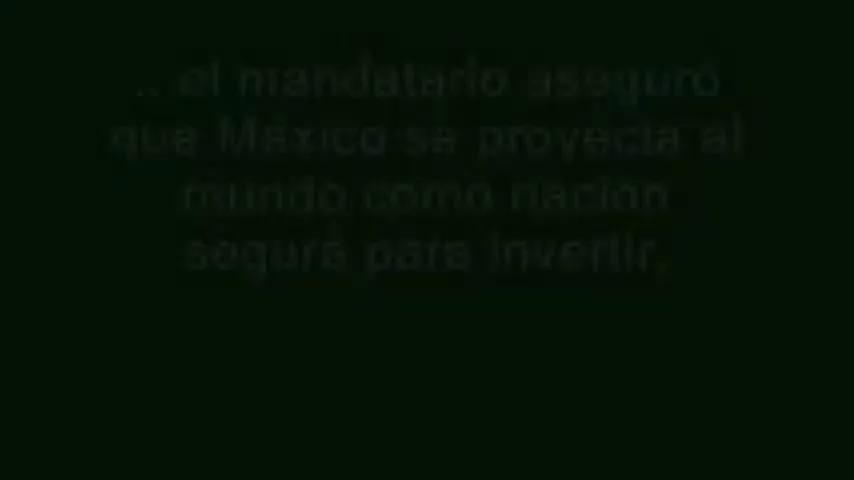 ... el mandatario aseguró
que México se proyecta al
mundo como nación
segura para invertir.